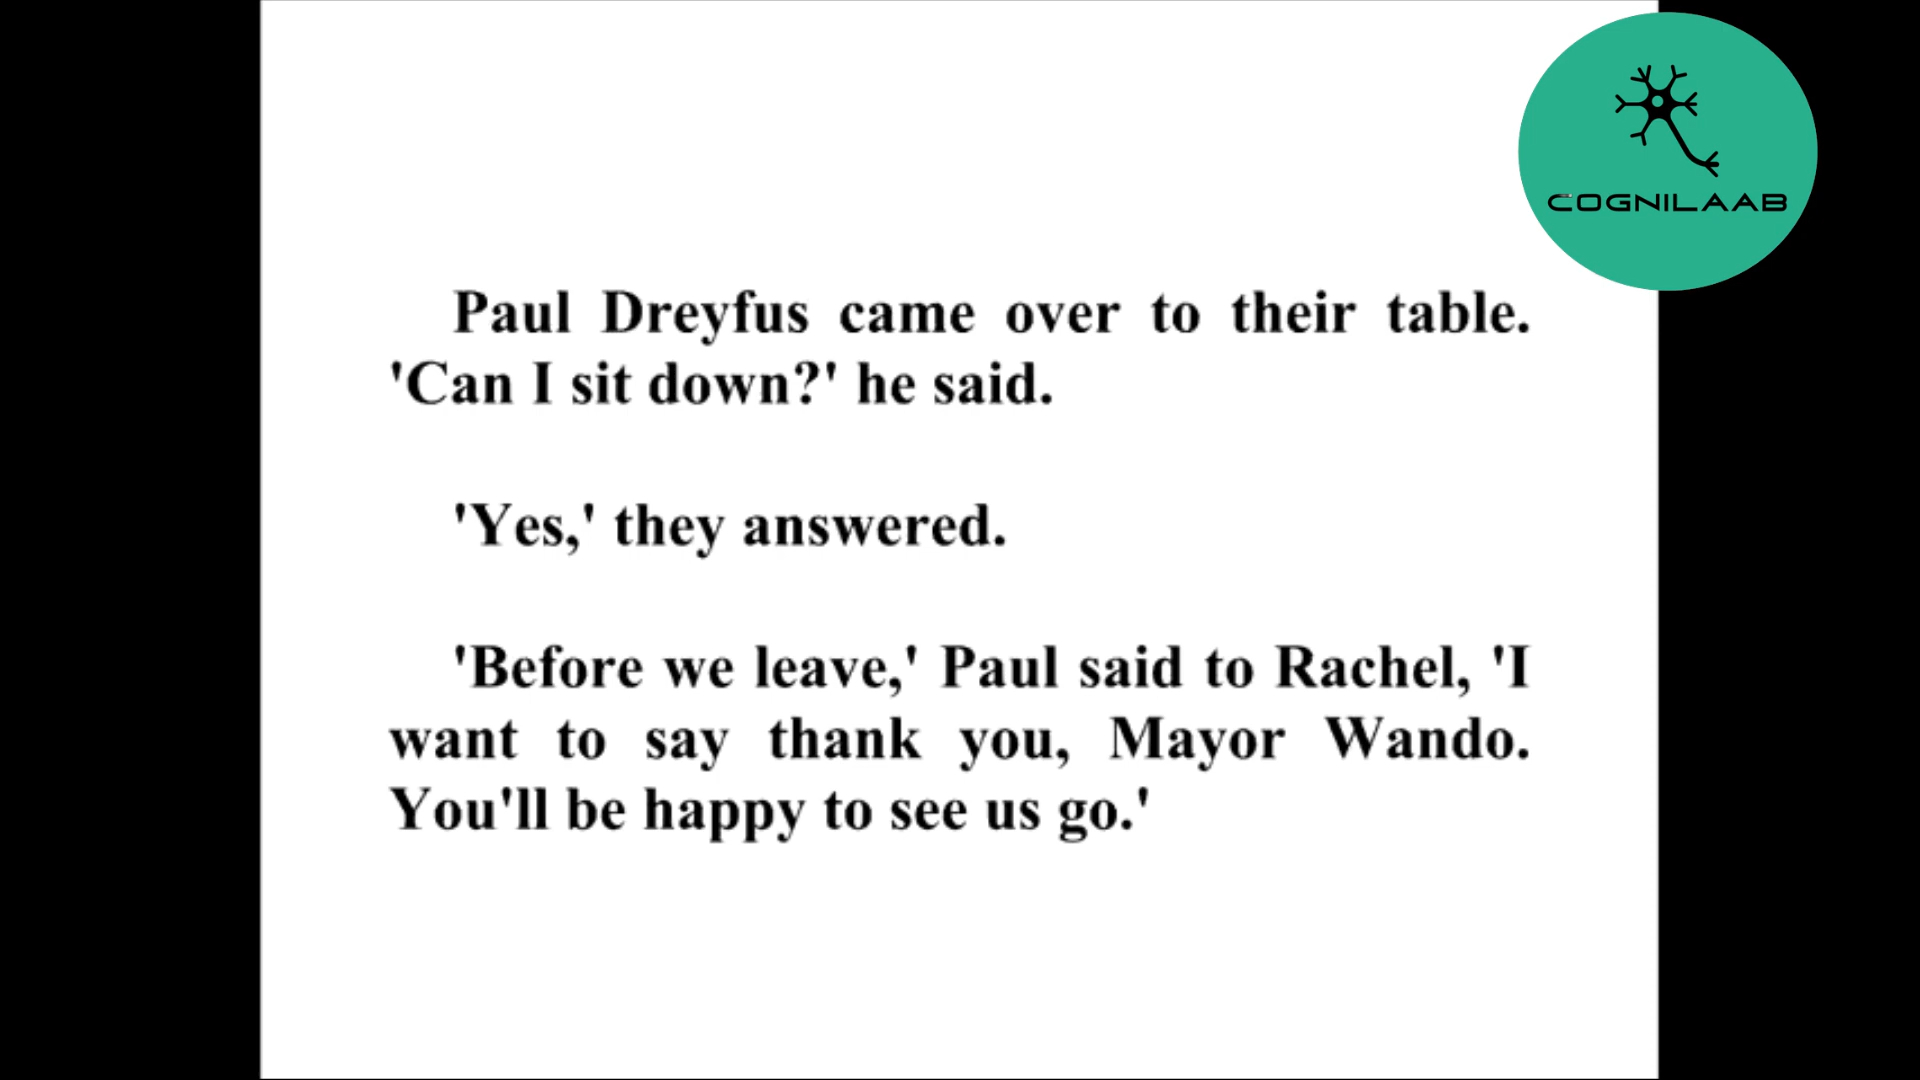 COGNILAAB
Paul Dreyfus came over to their table.
'Can I sit down?' he said.
'Yes,' they answered.
'Before we leave,' Paul said to Rachel, 'I
want to say thank you, Mayor Wando.
You'll be happy to see us go.'